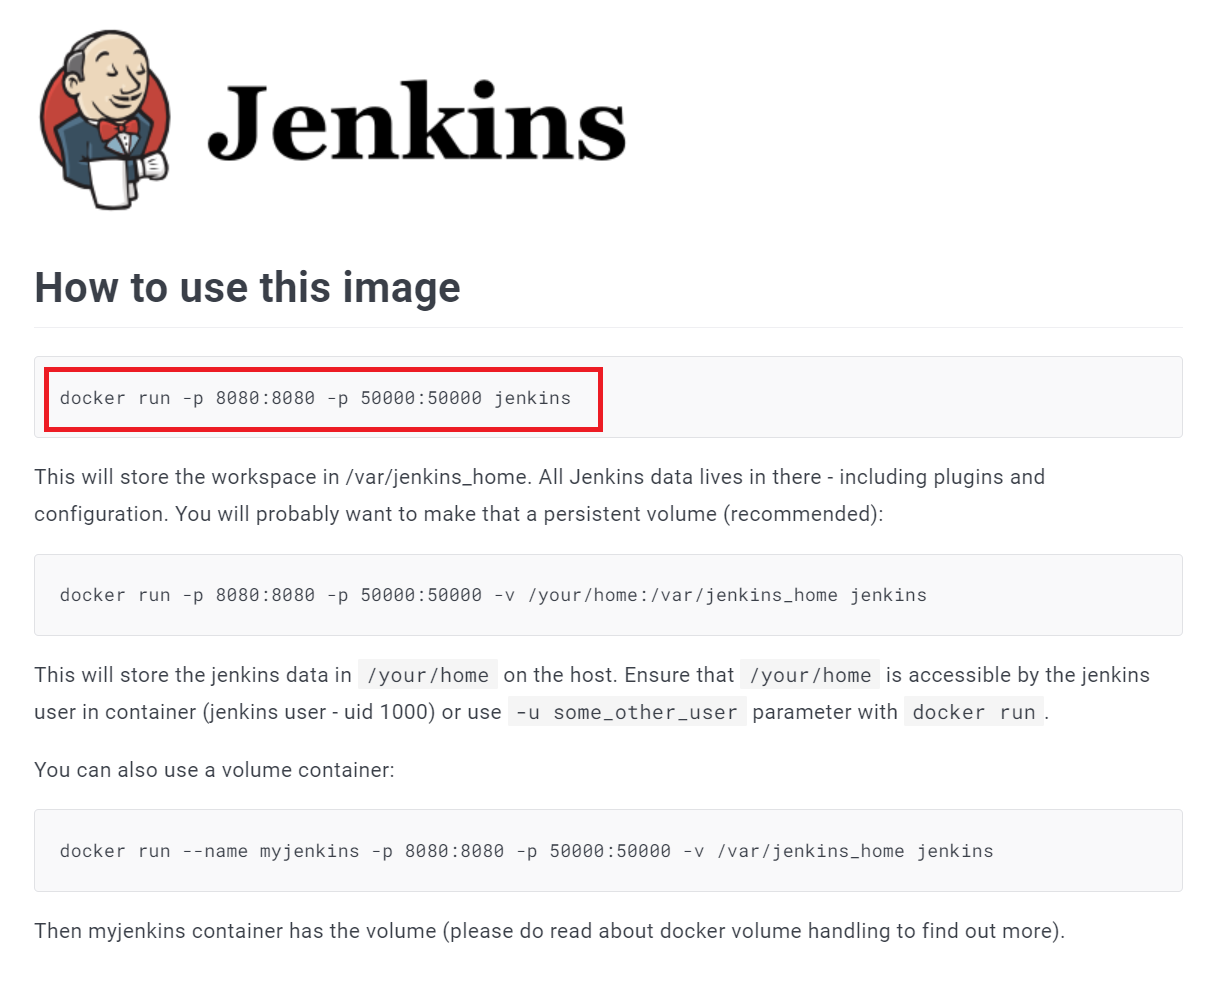 Jenkins
How to use this image
docker run -p 8080:8080 -p 50000:50000 jenkins
This will store the workspace in /var/jenkins_home. All Jenkins data lives in there - including plugins and
configuration. You will probably want to make that a persistent volume (recommended):
docker run -p 8080:8080 -p 50000:50000 -v /your/home:/var/jenkins_home jenkins
This will store the jenkins data in /your/home on the host. Ensure that /your/home is accessible by the jenkins
user in container (jenkins user - uid 1000) or use -u some_other_user parameter with docker run.
You can also use a volume container:
docker run --name myjenkins -p 8080:8080 -p 50000:50000 -v /var/jenkins_home jenkins
Then myjenkins container has the volume (please do read about docker volume handling to find out more).